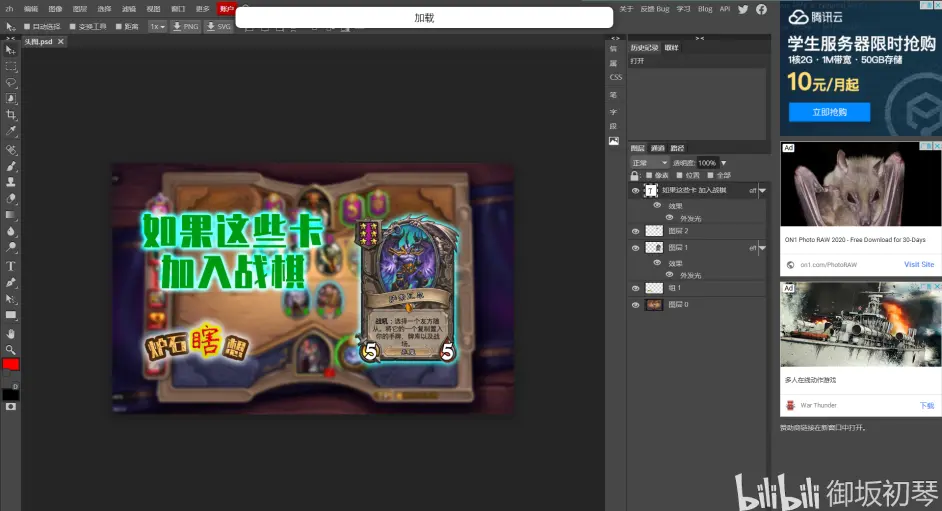 zh 编辑 图像 图层 选择 滤镜 视图 窗口 更多 账户
加载
关于 反馈 Bug 学习 Blog API
自动选择 变换工具 距离 1x PNG SVG
头图.psd
历史记录 取样
打开
CSS
笔
字
段
图层 通道 路径
正常 透明度: 100%
像素 位置 全部
如果这些卡 加入战棋 eff
效果
外发光
图层 2
图层 1 eff
效果
外发光
组 1
图层 0
如果这些卡
加入战棋
炉石瞎想
战吼:选择一个友方随
从。将它的一个复制置入
你的手牌、牌库以及战
场。
恶魔
5 5
腾讯云
学生服务器限时抢购
1核2G · 1M带宽 · 50GB存储
10元/月起
立即抢购
Ad
ON1 Photo RAW 2020 - Free Download for 30-Days
on1.com/PhotoRAW Visit Site
Ad
多人在线动作游戏
War Thunder 下载
赞助商链接在新窗口中打开。
bilibili 御坂初琴